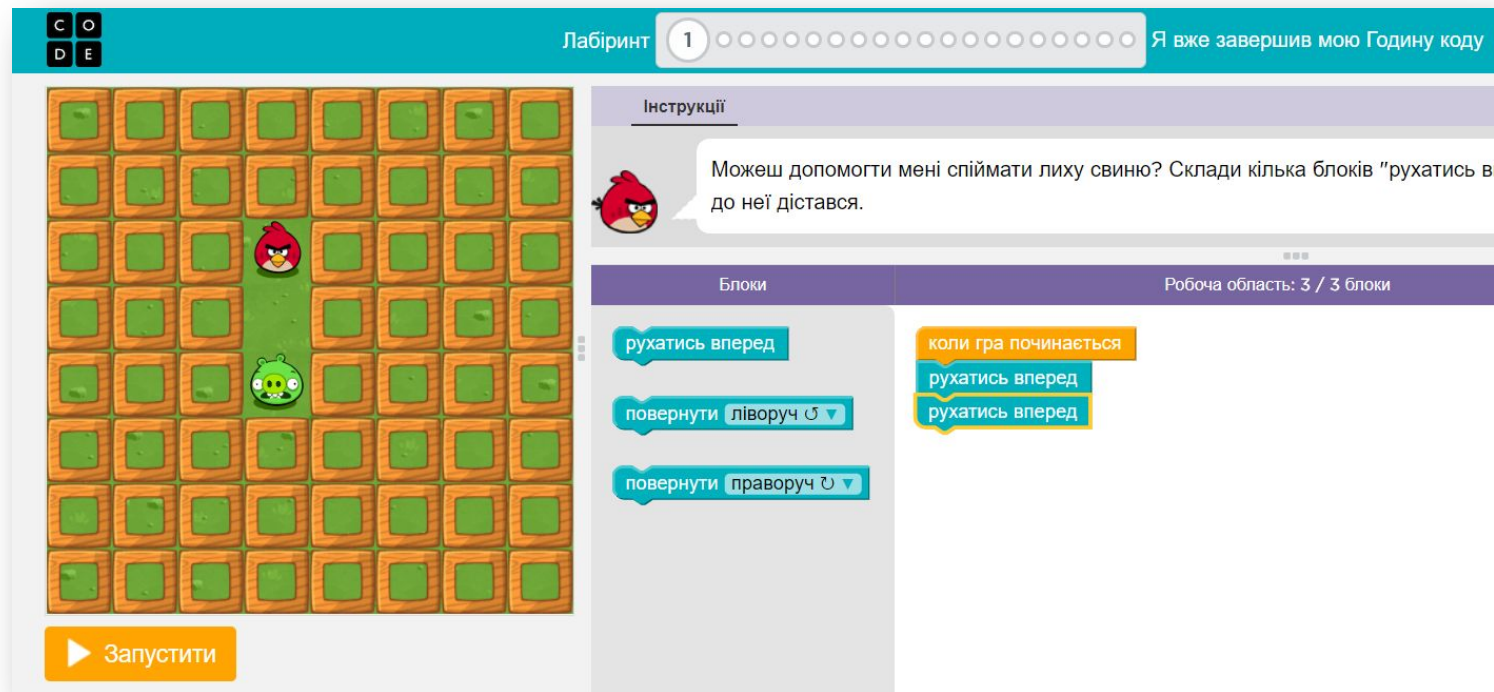 CODE
Лабіринт 1 Я вже завершив мою Годину коду
Інструкції
Можеш допомогти мені спіймати лиху свиню? Склади кілька блоків "рухатись
до неї дістався.
Блоки
Робоча область: 3 / 3 блоки
рухатись вперед
повернути ліворуч ↺ ▼
повернути праворуч ↻ ▼
коли гра починається
рухатись вперед
рухатись вперед
Запустити